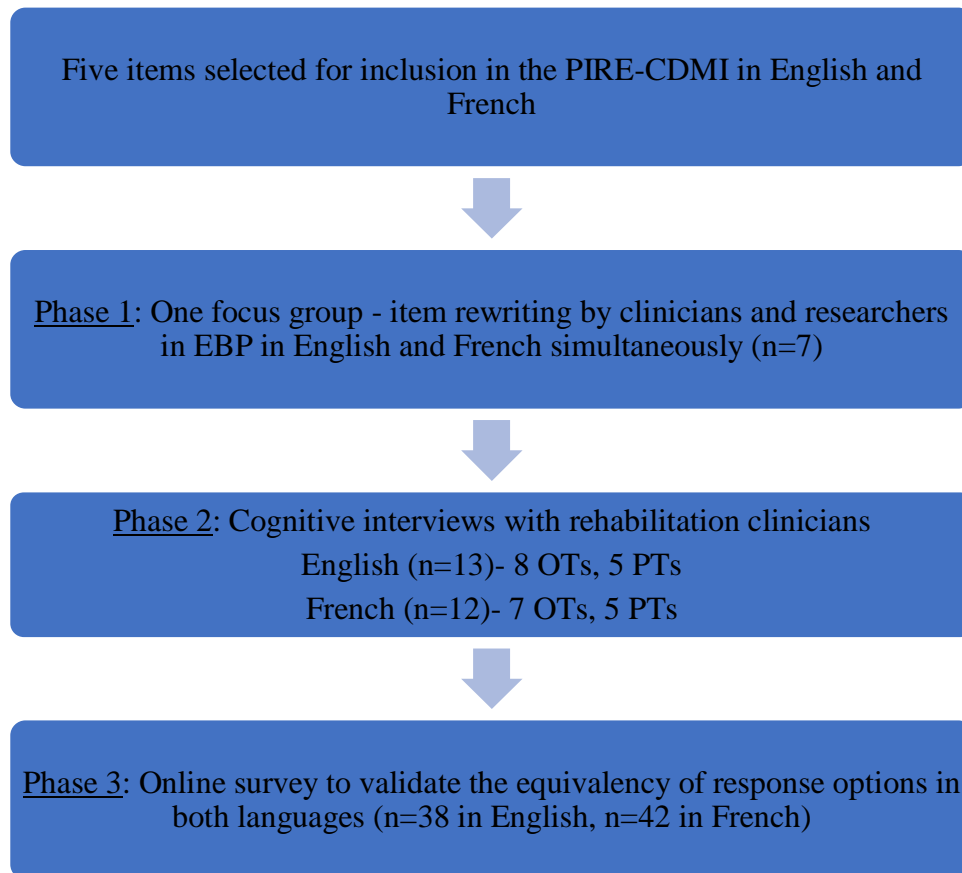 Five items selected for inclusion in the PIRE-CDMI in English and
French
Phase 1: One focus group - item rewriting by clinicians and researchers
in EBP in English and French simultaneously (n=7)
Phase 2: Cognitive interviews with rehabilitation clinicians
English (n=13)- 8 OTs, 5 PTs
French (n=12)- 7 OTs, 5 PTs
Phase 3: Online survey to validate the equivalency of response options in
both languages (n=38 in English, n=42 in French)